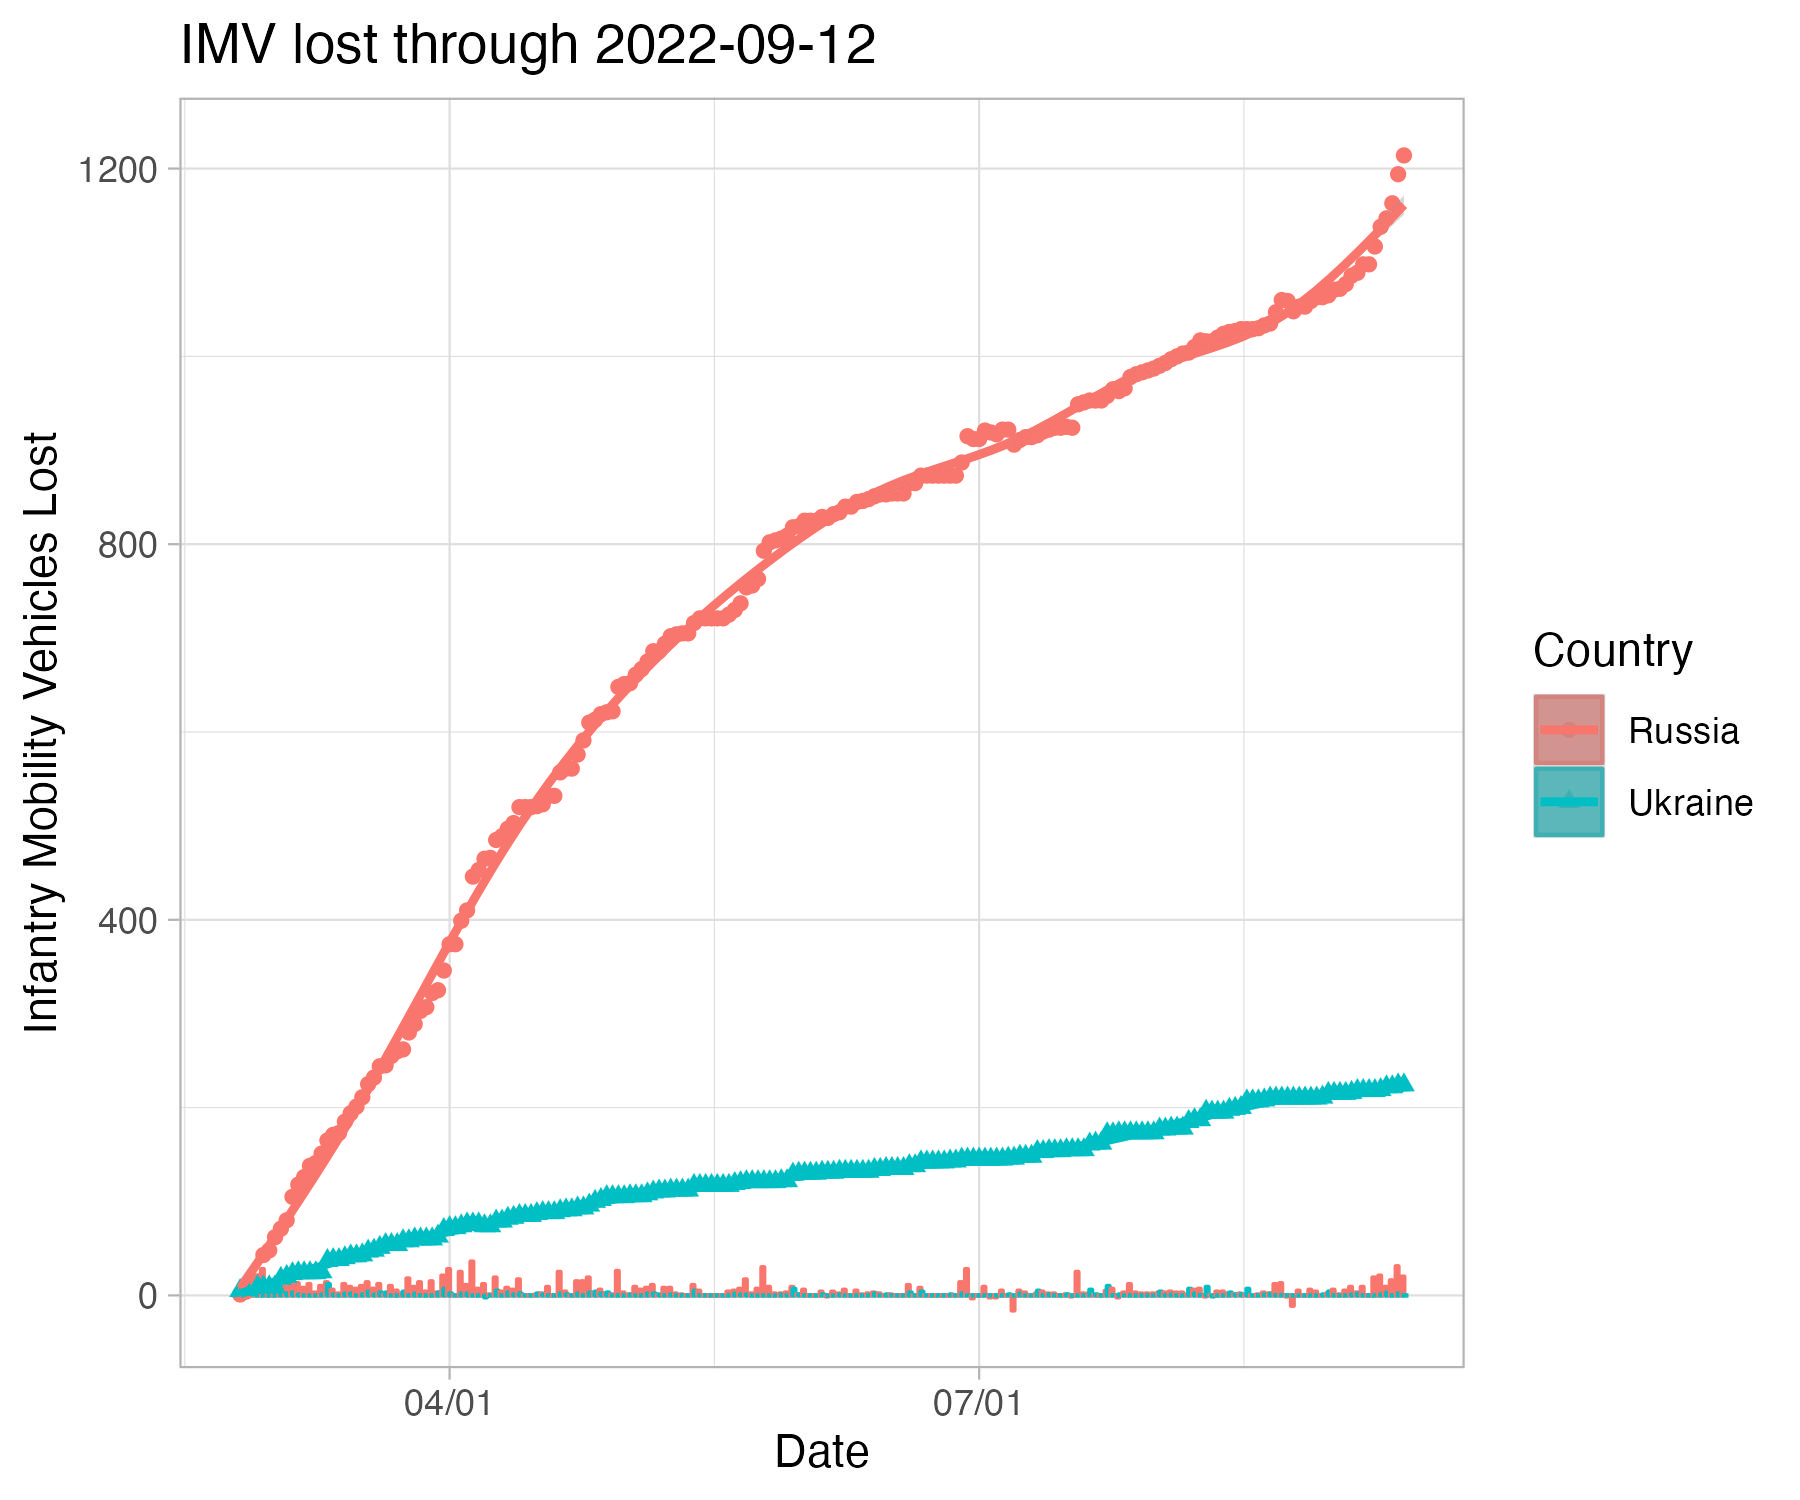 IMV lost through 2022-09-12
Infantry Mobility Vehicles Lost
1200
800
400
0
04/01
07/01
Date
Country
Russia
Ukraine